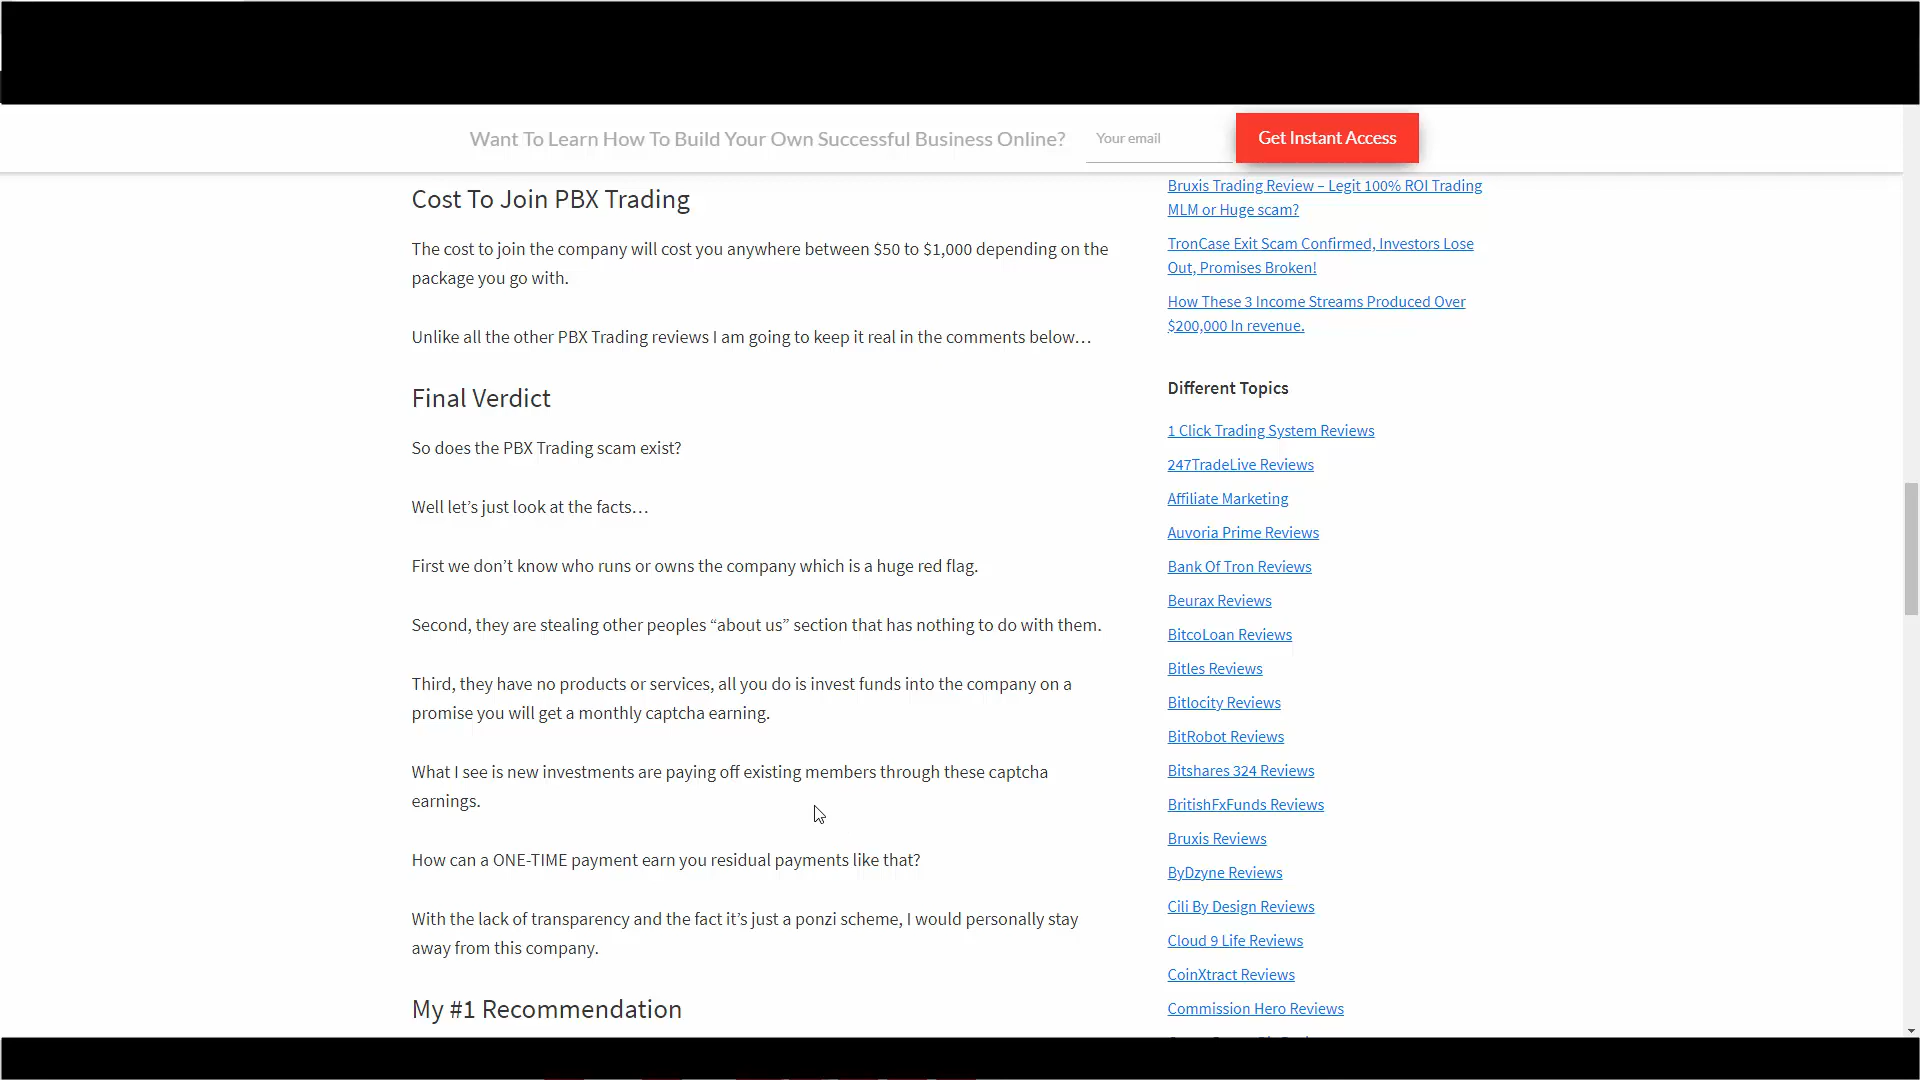 Want To Learn How To Build Your Own Successful Business Online?
Your email
Get Instant Access
Cost To Join PBX Trading
The cost to join the company will cost you anywhere between $50 to $1,000 depending on the
package you go with.
Unlike all the other PBX Trading reviews I am going to keep it real in the comments below…
Final Verdict
So does the PBX Trading scam exist?
Well let’s just look at the facts…
First we don’t know who runs or owns the company which is a huge red flag.
Second, they are stealing other peoples “about us” section that has nothing to do with them.
Third, they have no products or services, all you do is invest funds into the company on a
promise you will get a monthly captcha earning.
What I see is new investments are paying off existing members through these captcha
earnings.
How can a ONE-TIME payment earn you residual payments like that?
With the lack of transparency and the fact it’s just a ponzi scheme, I would personally stay
away from this company.
My #1 Recommendation
Bruxis Trading Review – Legit 100% ROI Trading
MLM or Huge scam?
TronCase Exit Scam Confirmed, Investors Lose
Out, Promises Broken!
How These 3 Income Streams Produced Over
$200,000 In revenue.
Different Topics
1 Click Trading System Reviews
247TradeLive Reviews
Affiliate Marketing
Auvoria Prime Reviews
Bank Of Tron Reviews
Beurax Reviews
BitcoLoan Reviews
Bitles Reviews
Bitlocity Reviews
BitRobot Reviews
Bitshares 324 Reviews
BritishFxFunds Reviews
Bruxis Reviews
ByDzyne Reviews
Cili By Design Reviews
Cloud 9 Life Reviews
CoinXtract Reviews
Commission Hero Reviews